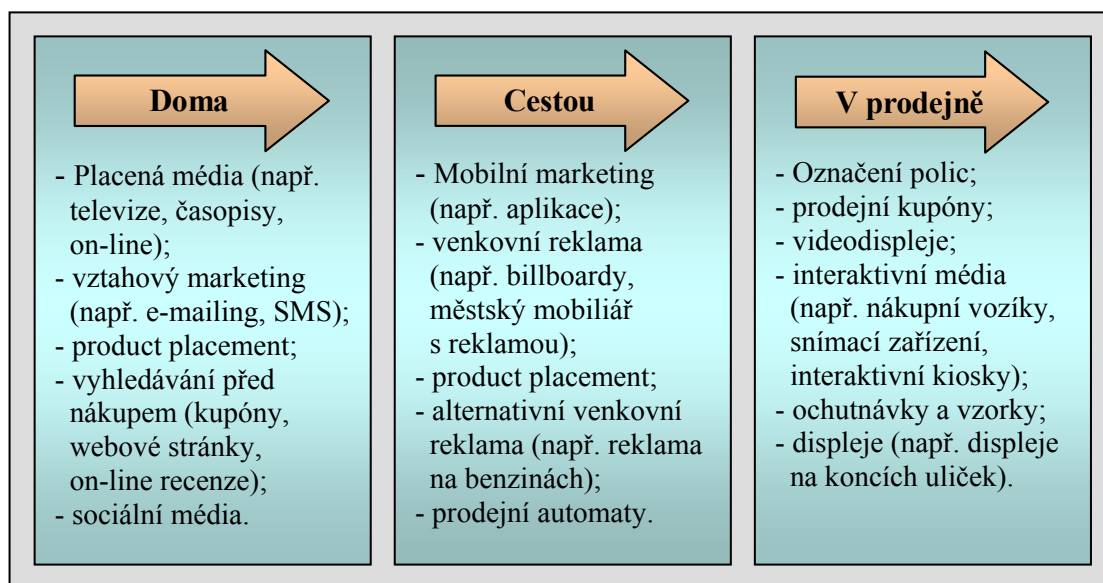 Doma
- Placená média (např.
televize, časopisy,
on-line);
- vztahový marketing
(např. e-mailing, SMS);
- product placement;
- vyhledávání před
nákupem (kupóny,
webové stránky,
on-line recenze);
- sociální média.
Cestou
- Mobilní marketing
(např. aplikace);
- venkovní reklama
(např. billboardy,
městský mobiliář
s reklamou);
- product placement;
- alternativní venkovní
reklama (např. reklama
na benzinách);
- prodejní automaty.
V prodejně
- Označení polic;
- prodejní kupóny;
- videodispleje;
- interaktivní média
(např. nákupní vozíky,
snímací zařízení,
interaktivní kiosky);
- ochutnávky a vzorky;
- displeje (např. displeje
na koncích uliček).